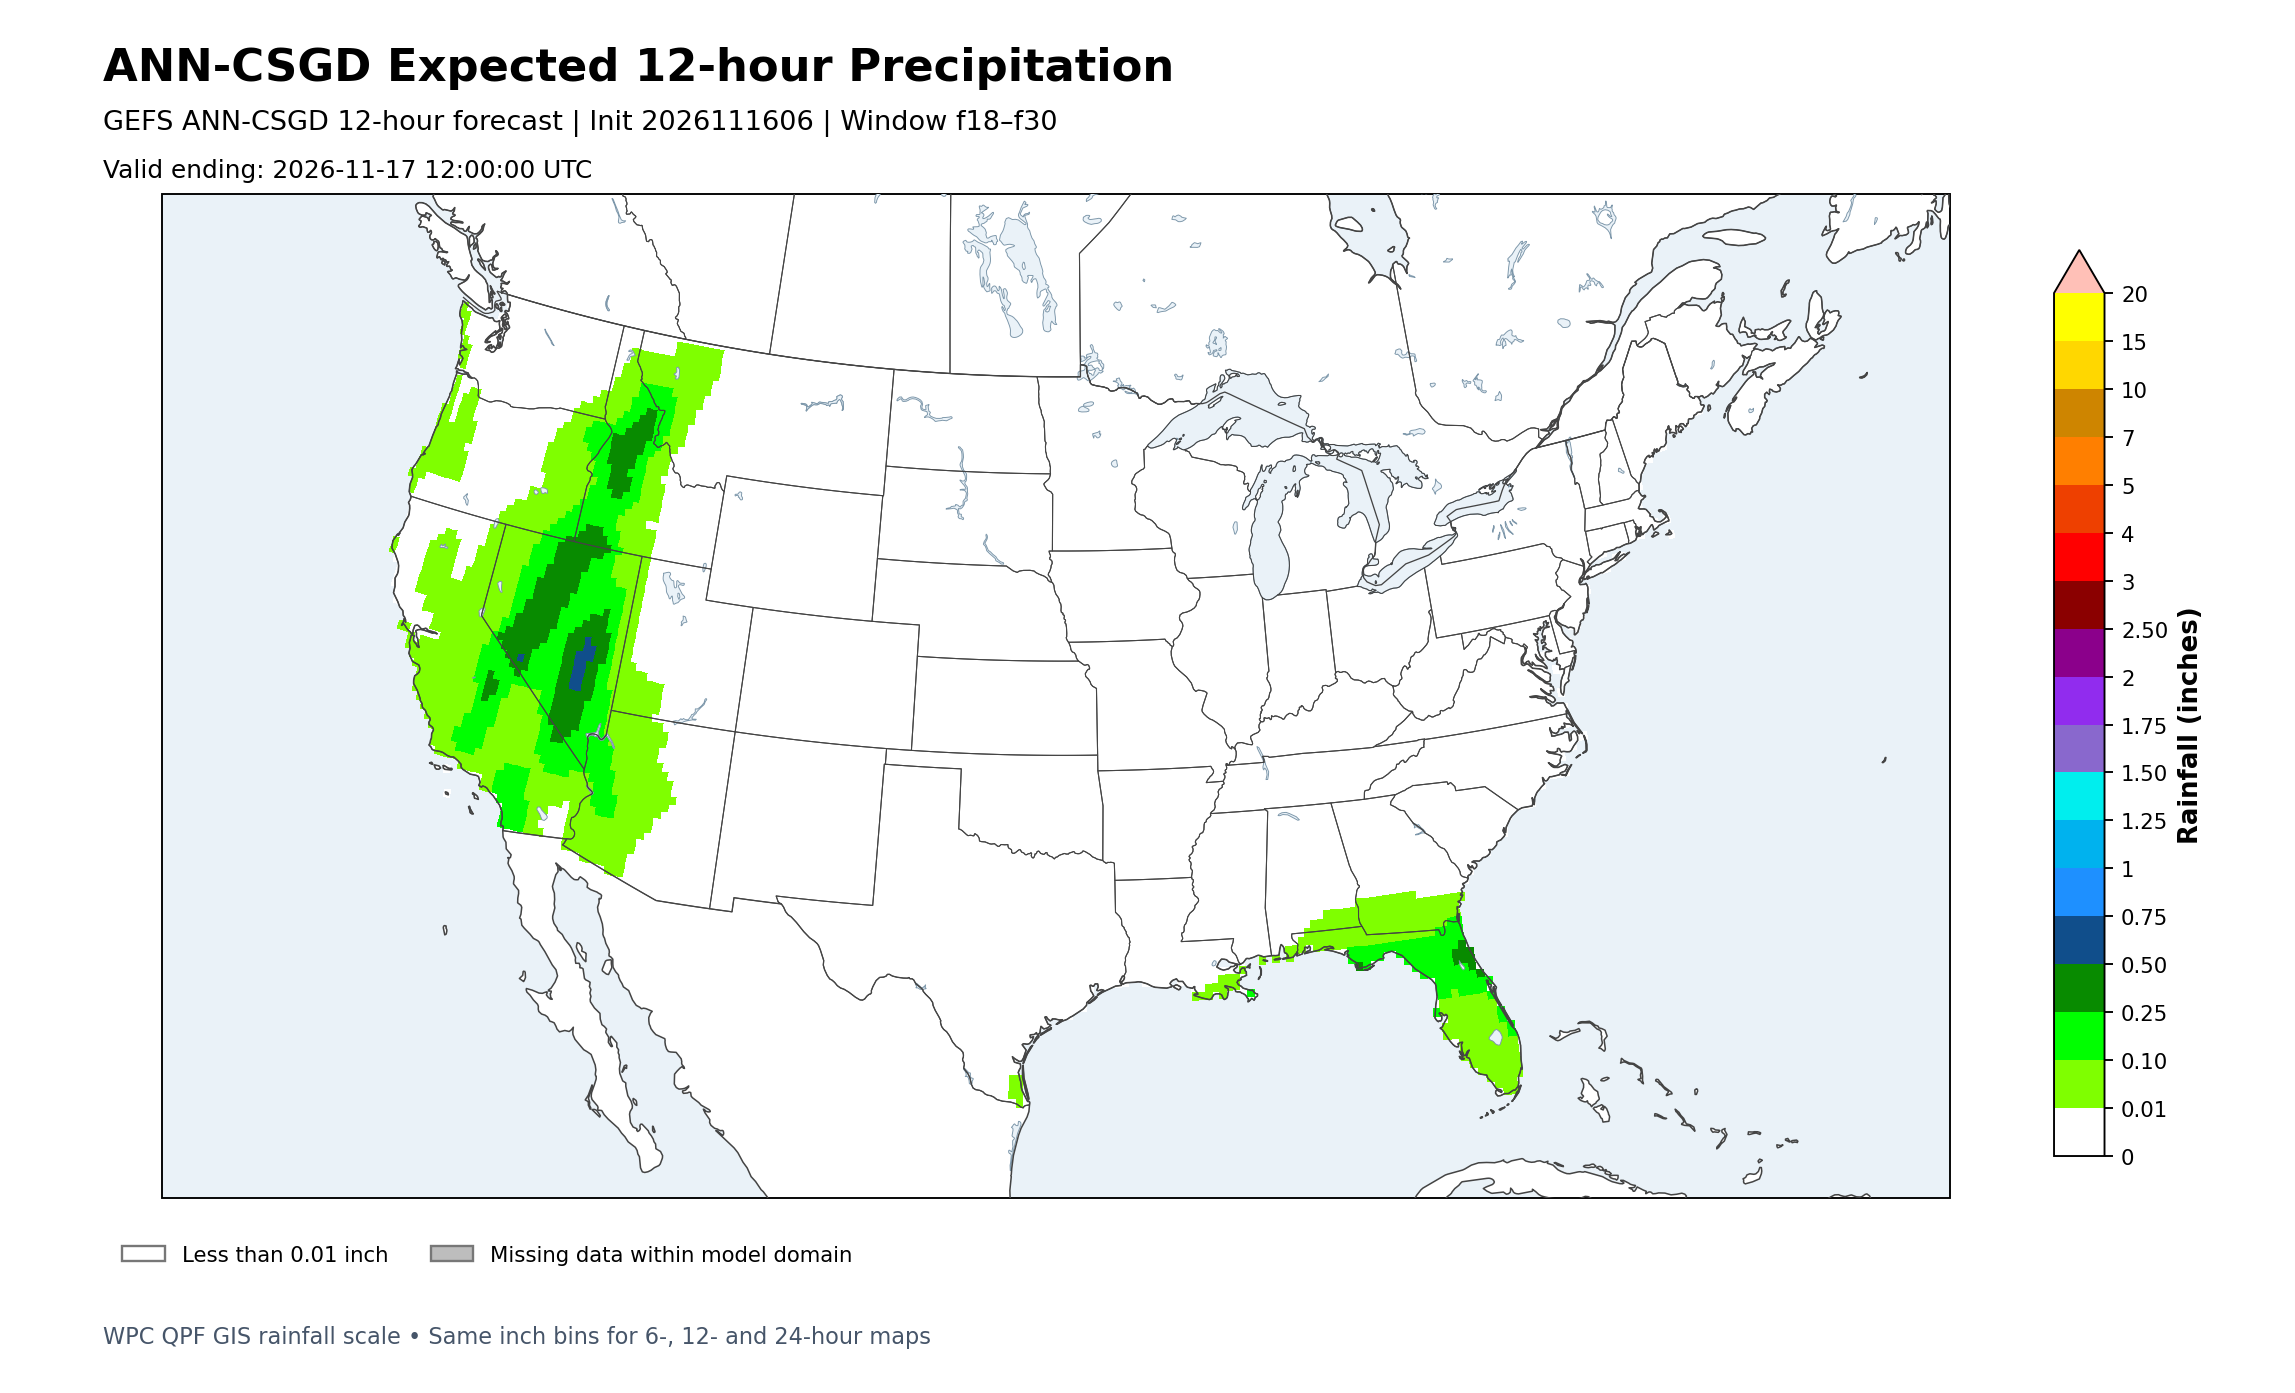 ANN-CSGD Expected 12-hour Precipitation
GEFS ANN-CSGD 12-hour forecast | Init 2026111606 | Window f18–f30
Valid ending: 2026-11-17 12:00:00 UTC
20
15
10
7
5
4
3
2.50
2
1.75
1.50
1.25
1
0.75
0.50
0.25
0.10
0.01
0
Rainfall (inches)
Less than 0.01 inch
Missing data within model domain
WPC QPF GIS rainfall scale • Same inch bins for 6-, 12- and 24-hour maps